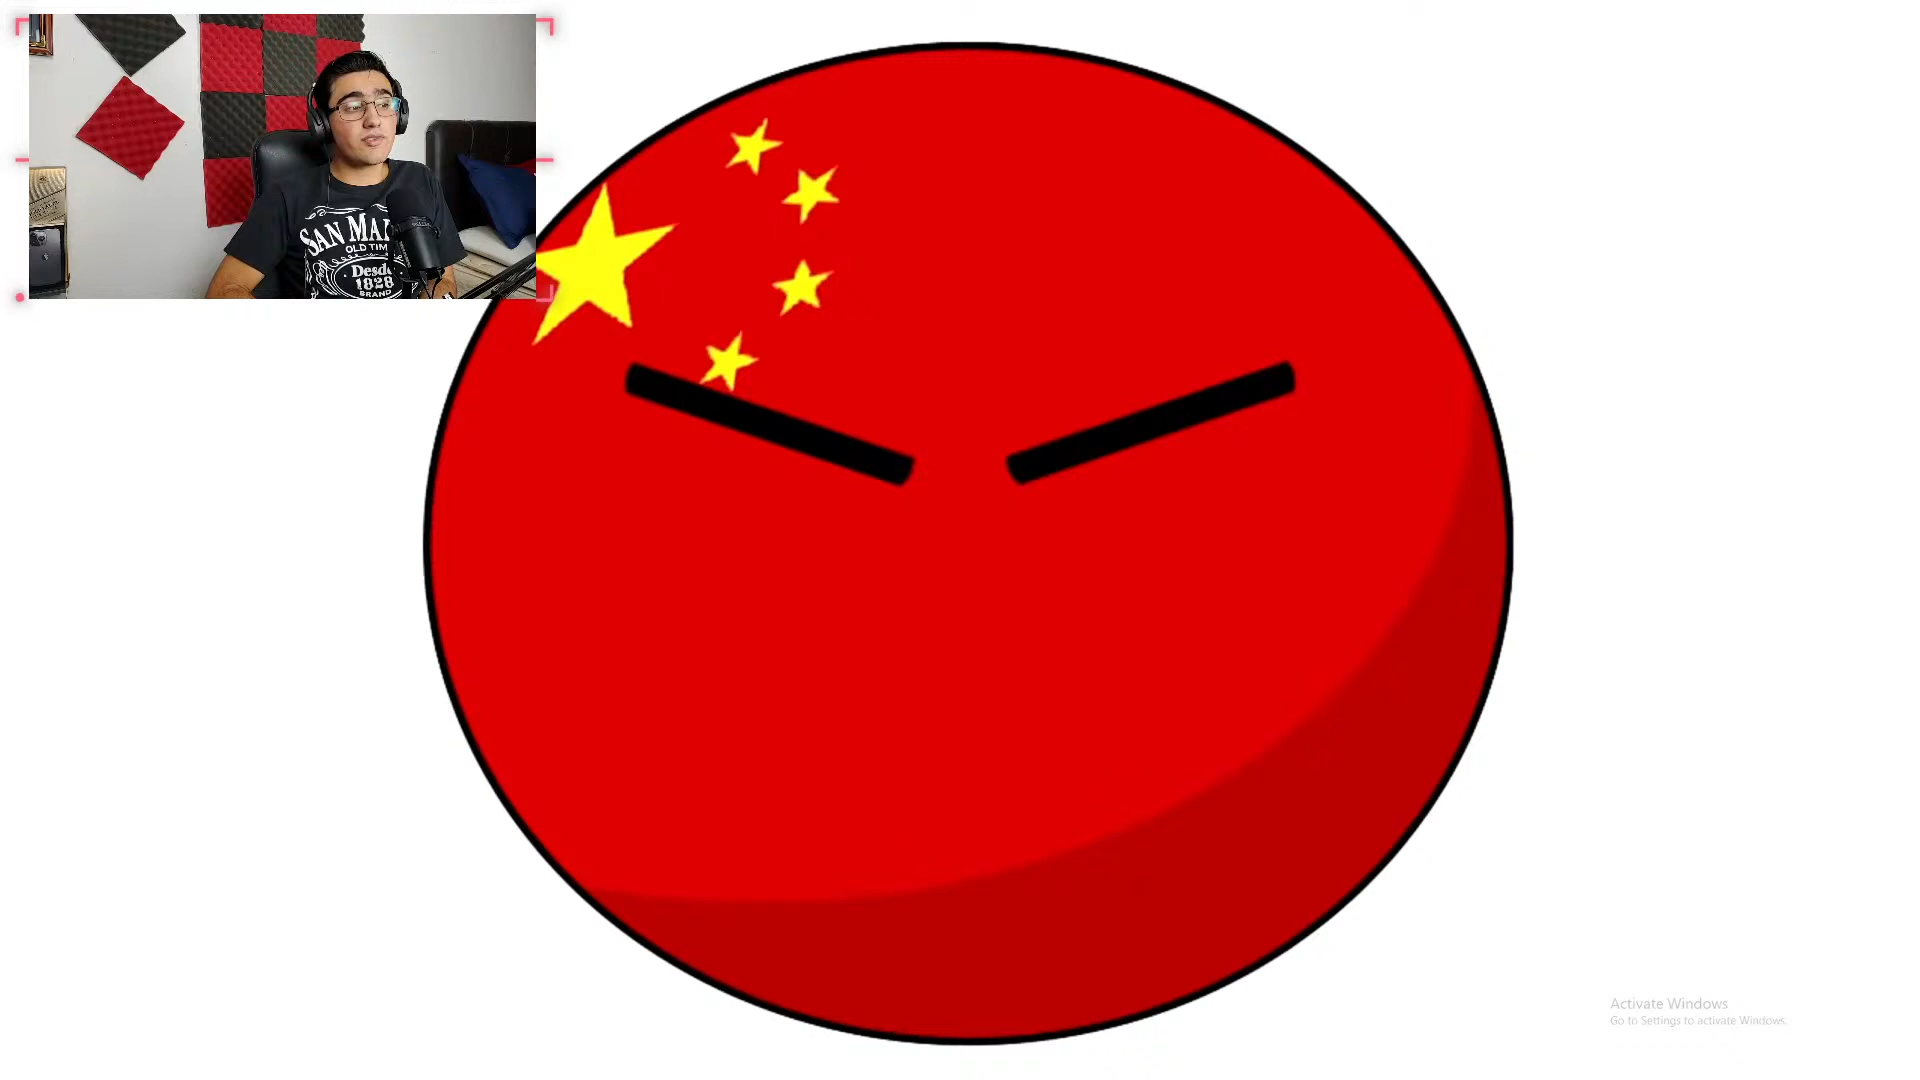 SAN MA
OLD TIM
Desde
1828
BRAND
Activate Windows
Go to Settings to activate Windows.